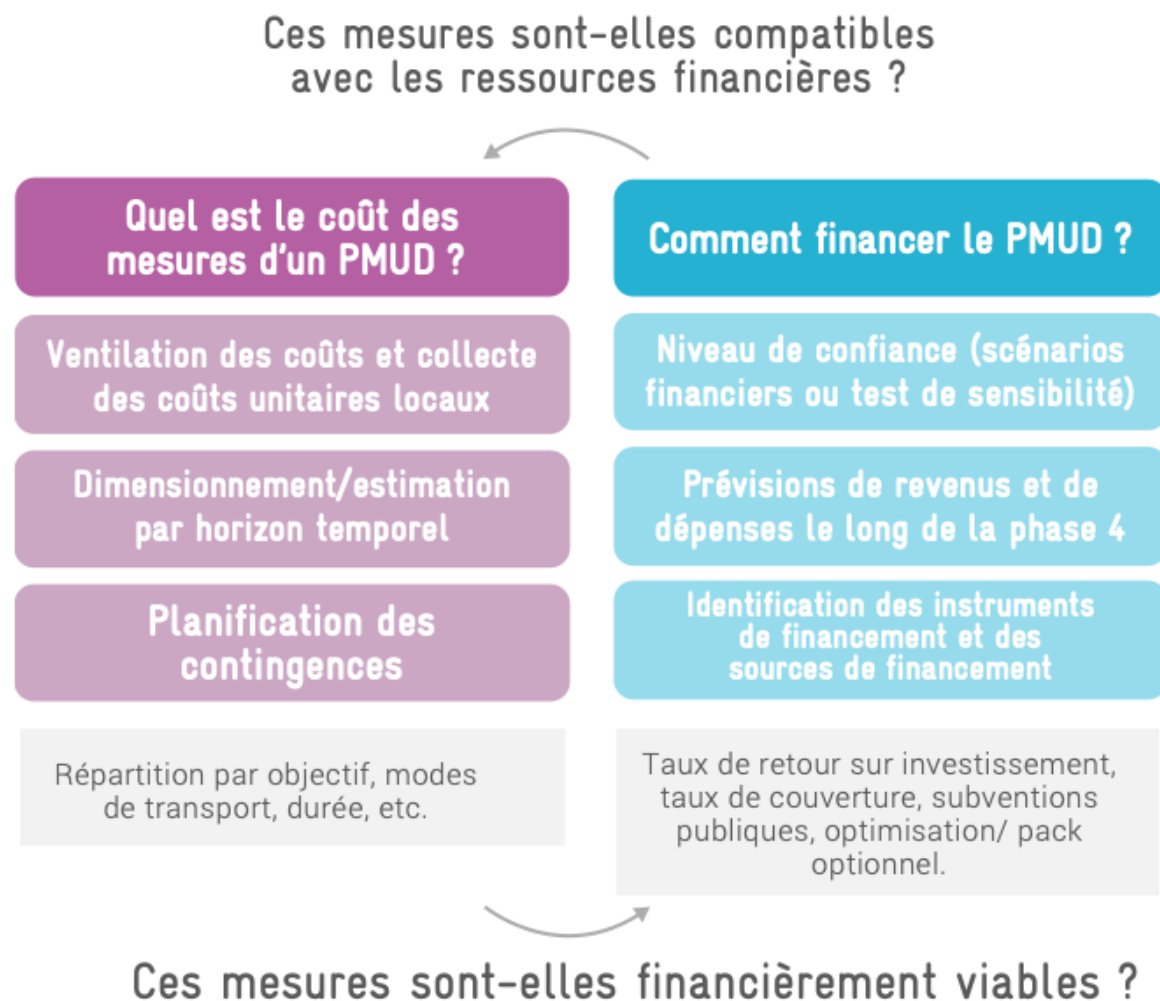 Ces mesures sont-elles compatibles
avec les ressources financières ?
Quel est le coût des
mesures d'un PMUD ?
Ventilation des coûts et collecte
des coûts unitaires locaux
Dimensionnement/estimation
par horizon temporel
Planification des
contingences
Répartition par objectif, modes
de transport, durée, etc.
Comment financer le PMUD ?
Niveau de confiance (scénarios
financiers ou test de sensibilité)
Prévisions de revenus et de
dépenses le long de la phase 4
Identification des instruments
de financement et des
sources de financement
Taux de retour sur investissement,
taux de couverture, subventions
publiques, optimisation/ pack
optionnel.
Ces mesures sont-elles financièrement viables ?